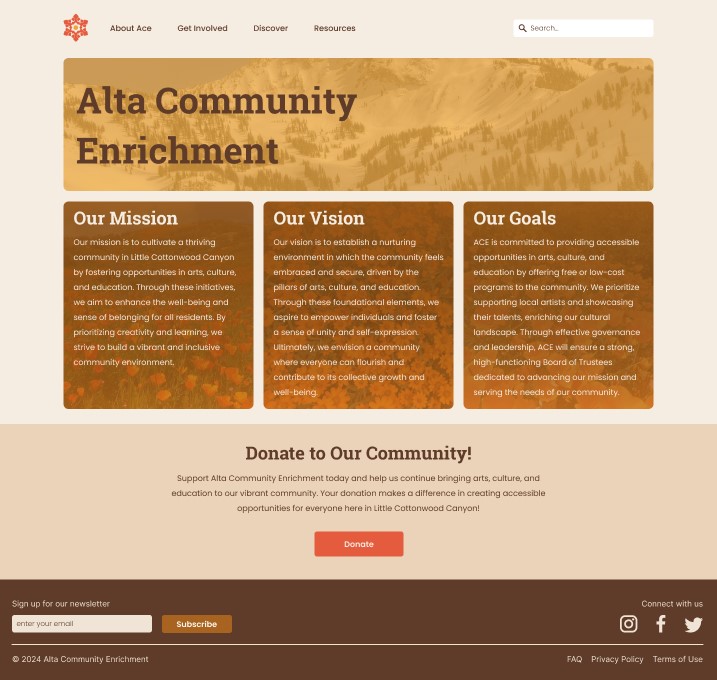 About Ace
Get Involved
Discover
Resources
Search...
Alta Community
Enrichment
Our Mission
Our mission is to cultivate a thriving
community in Little Cottonwood Canyon
by fostering opportunities in arts, culture,
and education. Through these initiatives,
we aim to enhance the well-being and
sense of belonging for all residents. By
prioritizing creativity and learning, we
strive to build a vibrant and inclusive
community environment.
Our Vision
Our vision is to establish a nurturing
environment in which the community feels
embraced and secure, driven by the
pillars of arts, culture, and education.
Through these foundational elements, we
aspire to empower individuals and foster
a sense of unity and self-expression.
Ultimately, we envision a community
where everyone can flourish and
contribute to its collective growth and
well-being.
Our Goals
ACE is committed to providing accessible
opportunities in arts, culture, and
education by offering free or low-cost
programs to the community. We prioritize
supporting local artists and showcasing
their talents, enriching our cultural
landscape. Through effective governance
and leadership, ACE will ensure a strong,
high-functioning Board of Trustees
dedicated to advancing our mission and
serving the needs of our community.
Donate to Our Community!
Support Alta Community Enrichment today and help us continue bringing arts, culture, and
education to our vibrant community. Your donation makes a difference in creating accessible
opportunities for everyone here in Little Cottonwood Canyon!
Donate
Sign up for our newsletter
enter your email
Subscribe
Connect with us
© 2024 Alta Community Enrichment
FAQ
Privacy Policy
Terms of Use